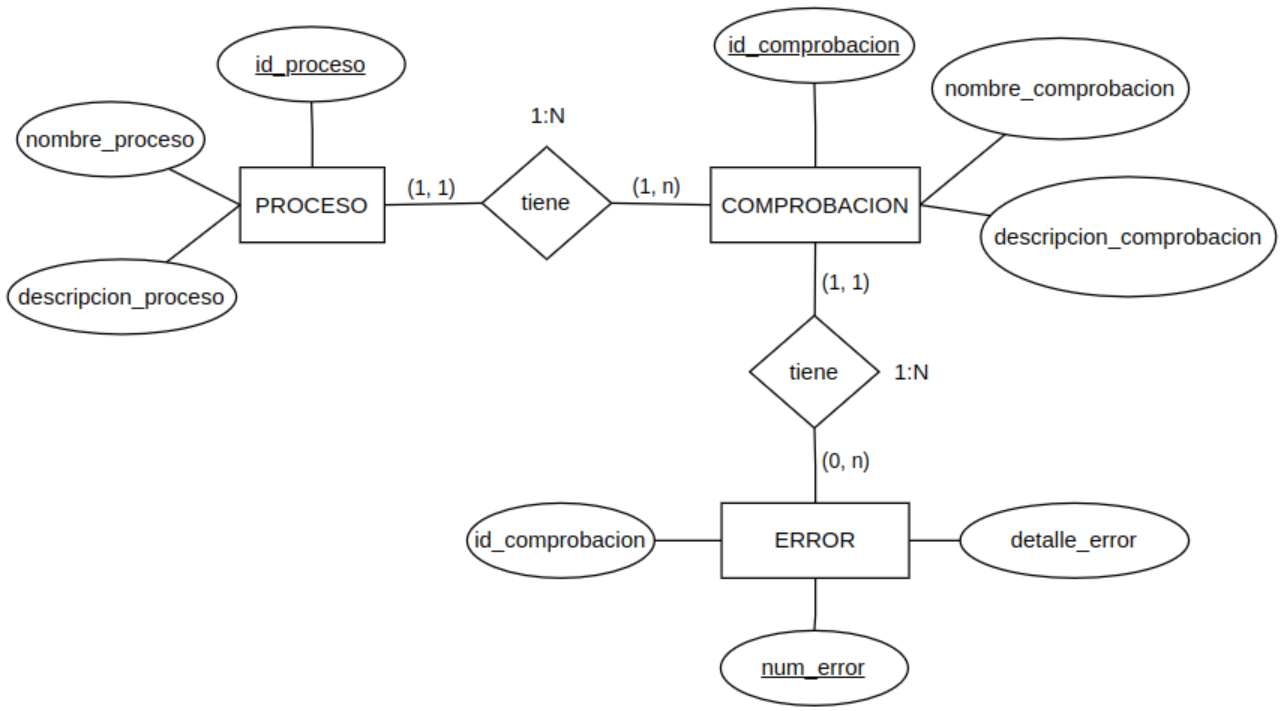 id_proceso
id_comprobacion
nombre_comprobacion
nombre_proceso
1:N
PROCESO
(1, 1)
tiene
(1, n)
COMPROBACION
descripcion_comprobacion
descripcion_proceso
(1, 1)
tiene
1:N
(0, n)
id_comprobacion
ERROR
detalle_error
num_error